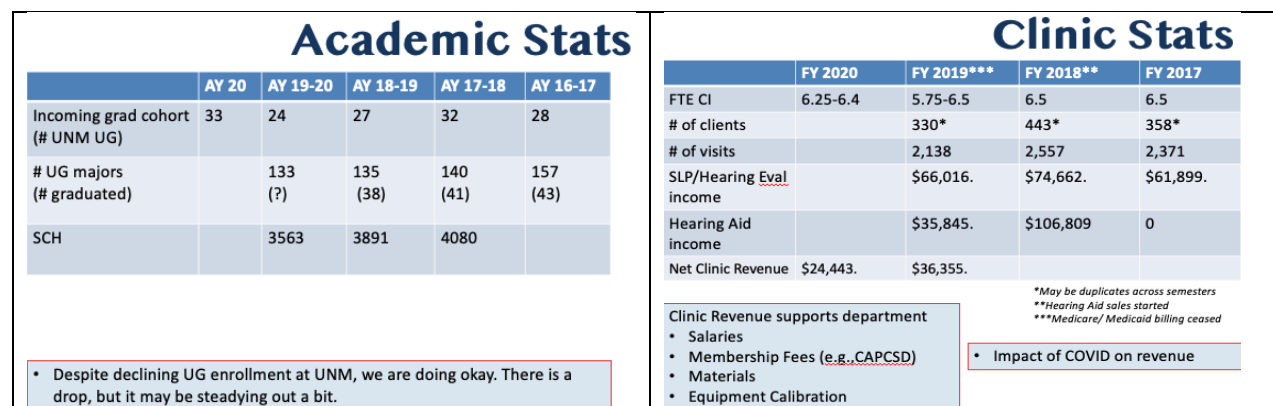 Academic Stats
AY 20 AY 19-20 AY 18-19 AY 17-18 AY 16-17
Incoming grad cohort 33 24 27 32 28
(# UNM UG)
# UG majors 133 135 140 157
(# graduated) (?) (38) (41) (43)
SCH 3563 3891 4080
• Despite declining UG enrollment at UNM, we are doing okay. There is a
drop, but it may be steadying out a bit.
Clinic Stats
FY 2020 FY 2019*** FY 2018** FY 2017
FTE CI 6.25-6.4 5.75-6.5 6.5 6.5
# of clients 330* 443* 358*
# of visits 2,138 2,557 2,371
SLP/Hearing Eval $66,016. $74,662. $61,899.
income
Hearing Aid $35,845. $106,809 0
income
Net Clinic Revenue $24,443. $36,355.
*May be duplicates across semesters
**Hearing Aid sales started
***Medicare/ Medicaid billing ceased
Clinic Revenue supports department
• Salaries
• Membership Fees (e.g.,CAPCSD)
• Materials
• Equipment Calibration
• Impact of COVID on revenue